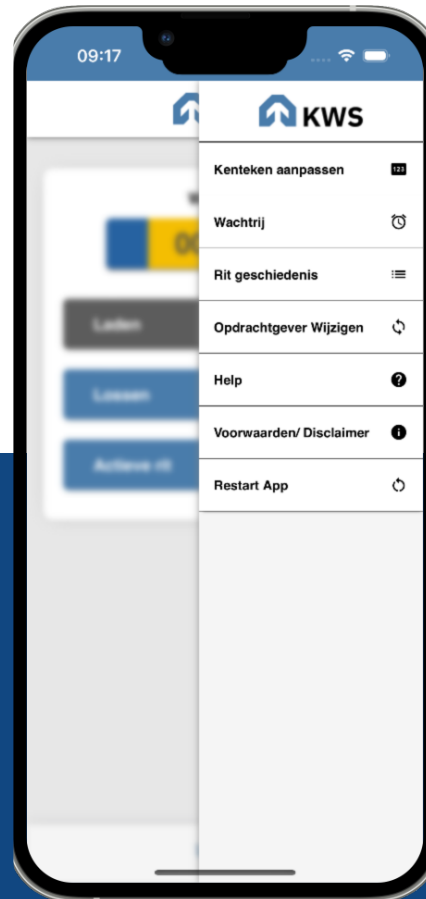 09:17
KWS
Kenteken aanpassen
123
Wachtrij
Rit geschiedenis
Opdrachtgever Wijzigen
Help
Voorwaarden/ Disclaimer
Restart App
Laden
Lossen
Actieve rit